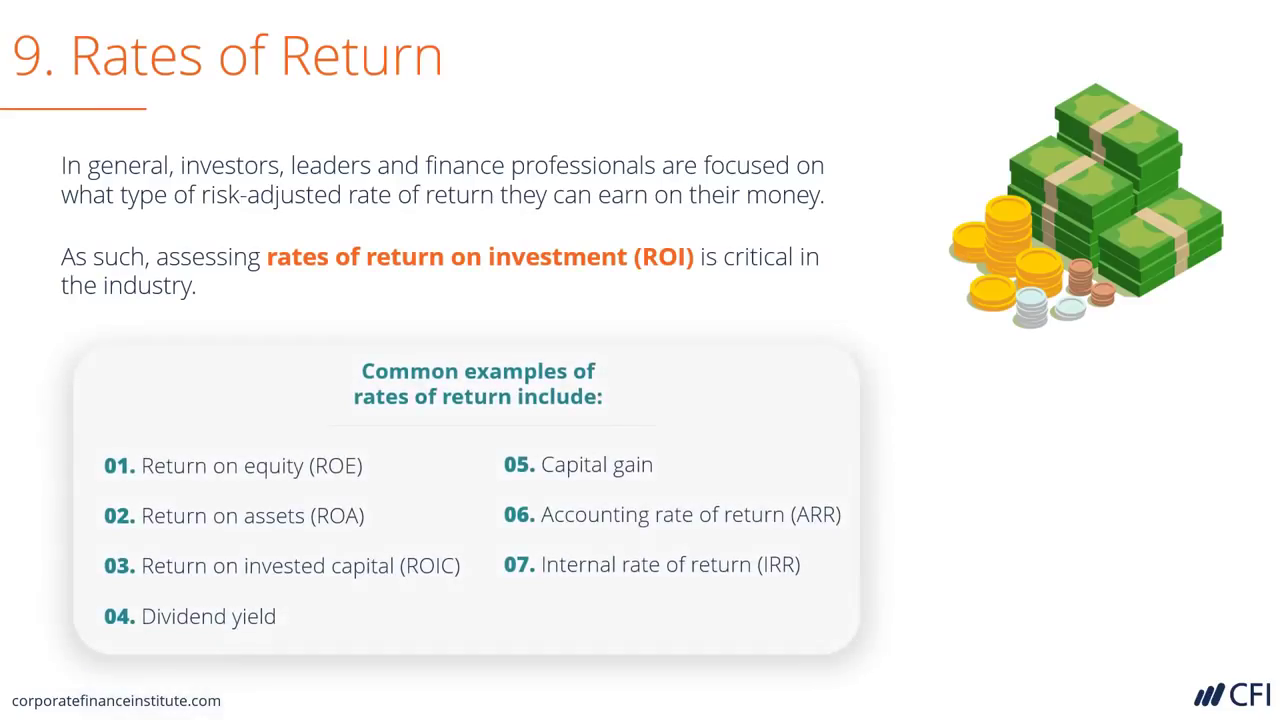 9. Rates of Return
In general, investors, leaders and finance professionals are focused on
what type of risk-adjusted rate of return they can earn on their money.
As such, assessing rates of return on investment (ROI) is critical in
the industry.
Common examples of
rates of return include:
01. Return on equity (ROE)
02. Return on assets (ROA)
03. Return on invested capital (ROIC)
04. Dividend yield
05. Capital gain
06. Accounting rate of return (ARR)
07. Internal rate of return (IRR)
corporatefinanceinstitute.com
CFI